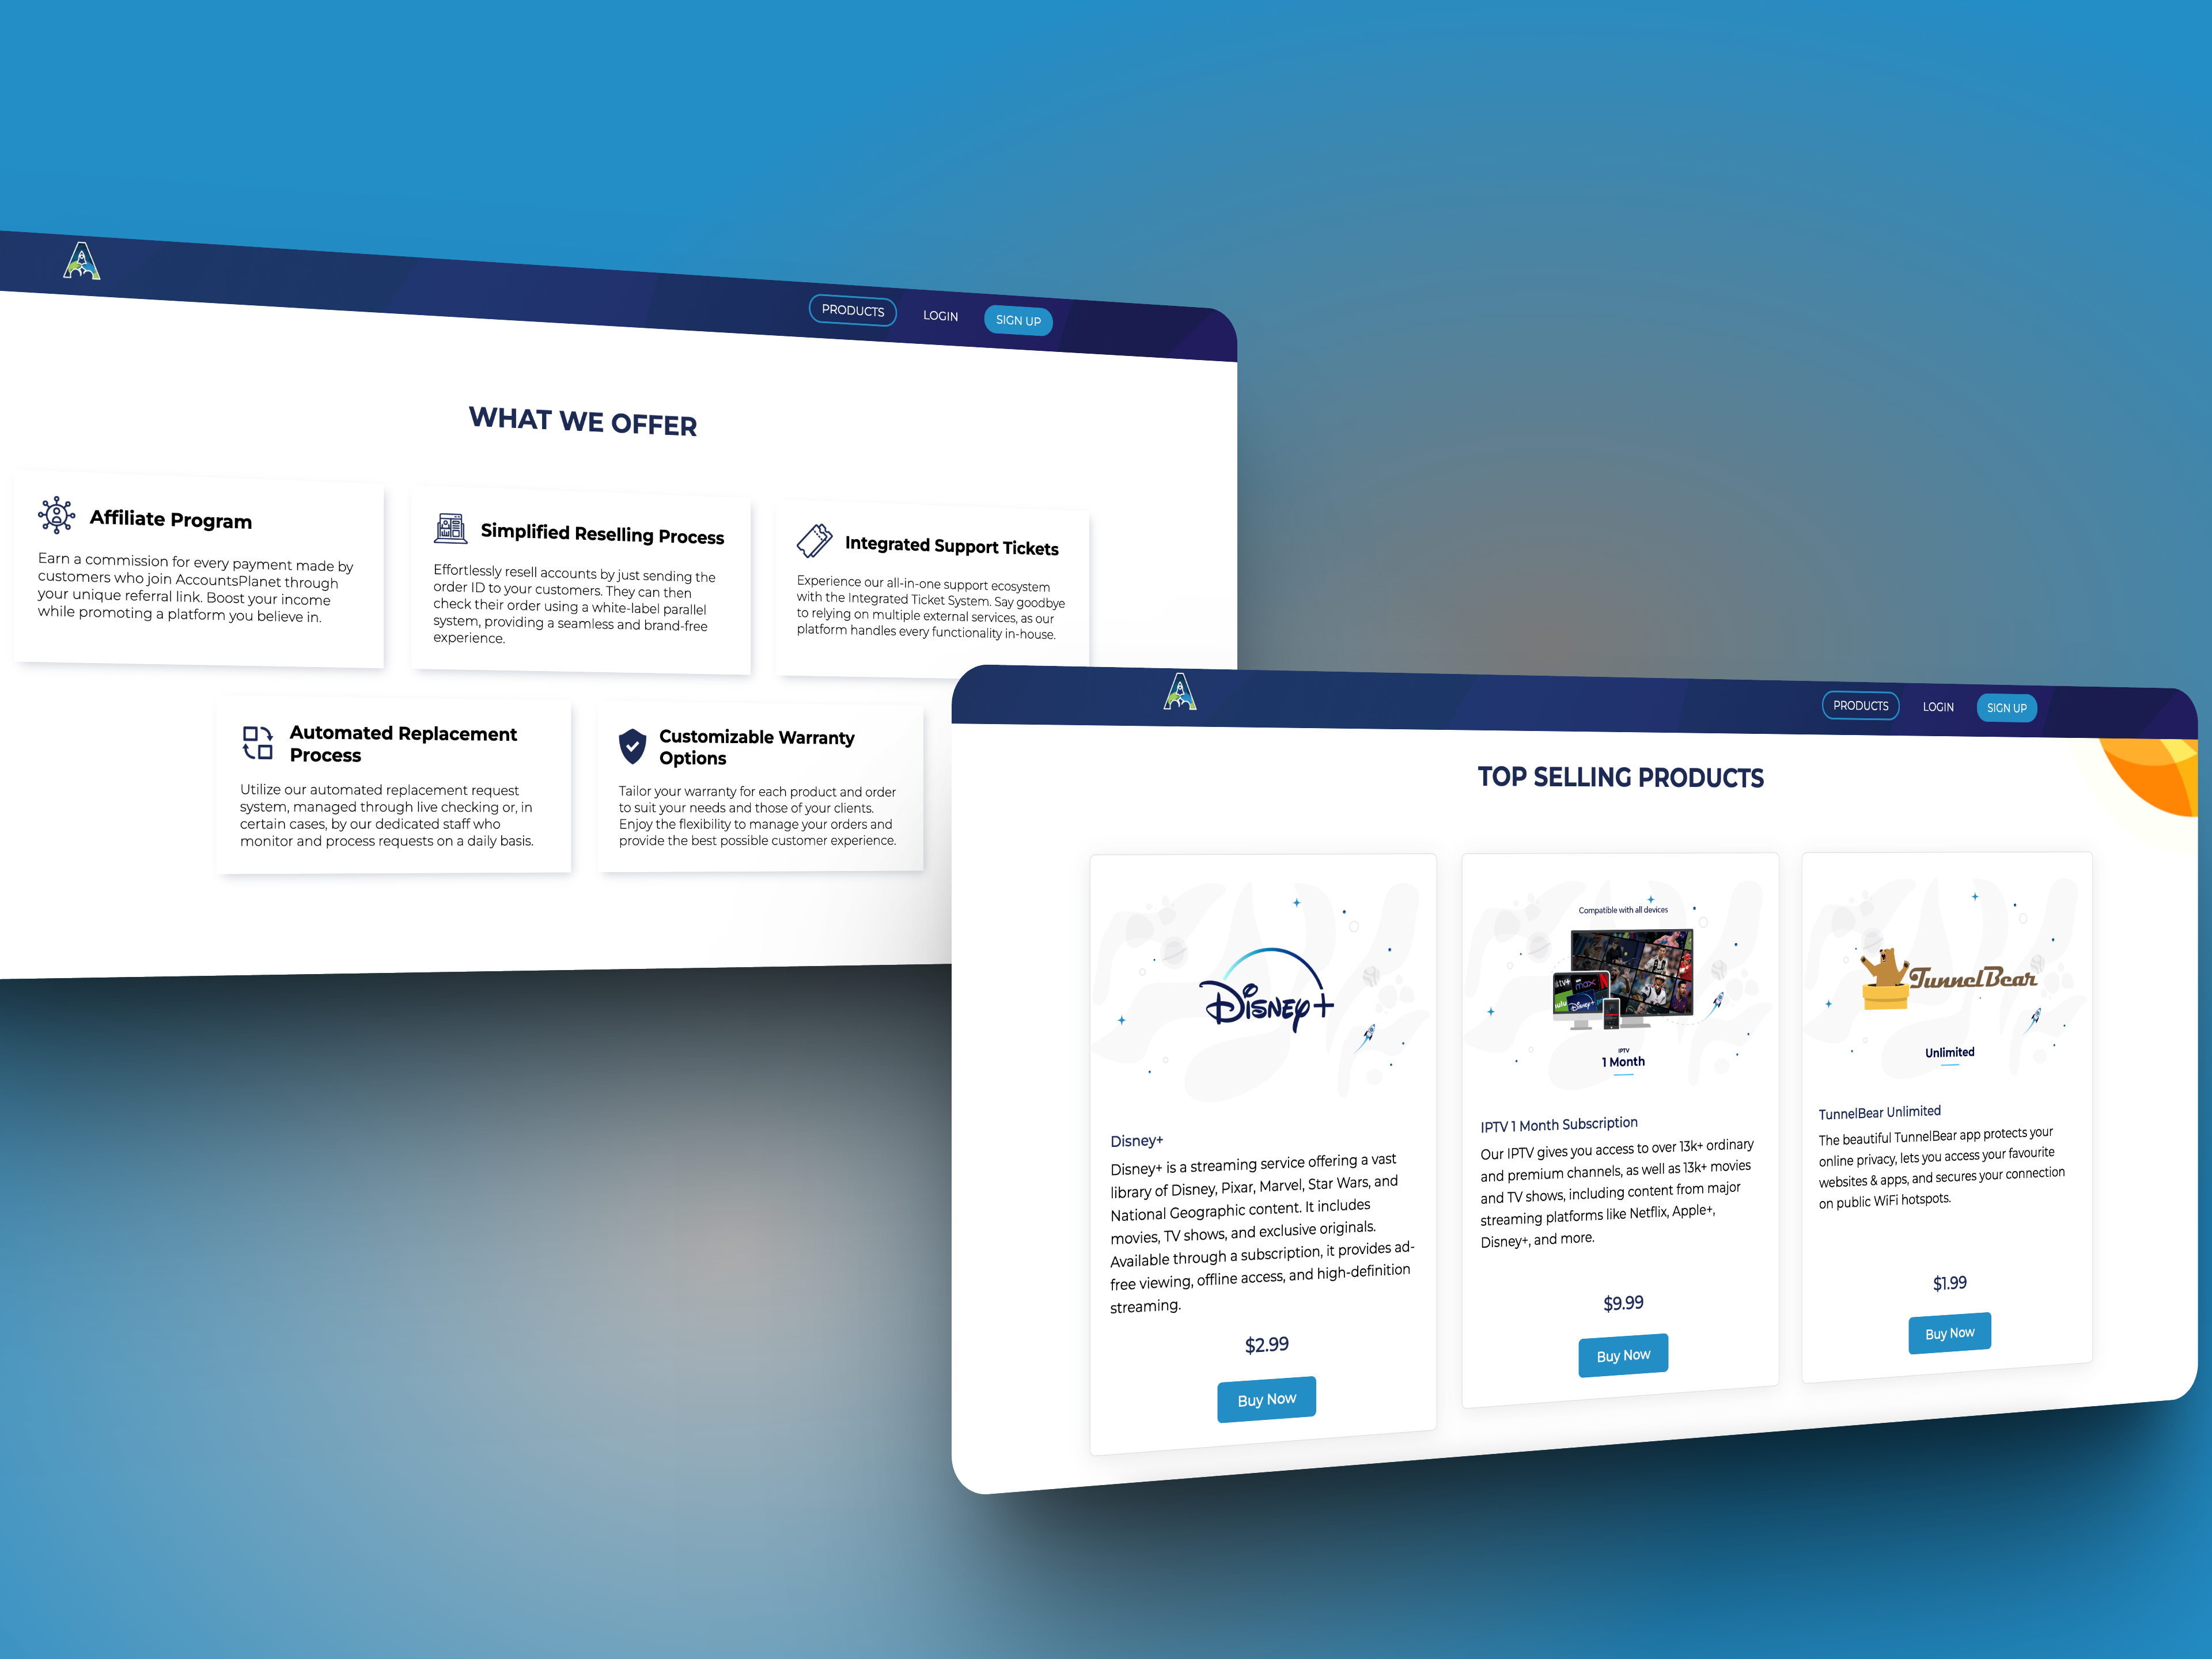 PRODUCTS
LOGIN
SIGN UP
WHAT WE OFFER
Affiliate Program
Earn a commission for every payment made by
customers who join AccountsPlanet through
your unique referral link. Boost your income
while promoting a platform you believe in.
Simplified Reselling Process
Effortlessly resell accounts by just sending the
order ID to your customers. They can then
check their order using a white-label parallel
system, providing a seamless and brand-free
experience.
Integrated Support Tickets
Experience our all-in-one support ecosystem
with the Integrated Ticket System. Say goodbye
to relying on multiple external services, as our
platform handles every functionality in-house.
Automated Replacement
Process
Utilize our automated replacement request
system, managed through live checking or, in
certain cases, by our dedicated staff who
monitor and process requests on a daily basis.
Customizable Warranty
Options
Tailor your warranty for each product and order
to suit your needs and those of your clients.
Enjoy the flexibility to manage your orders and
provide the best possible customer experience.
PRODUCTS
LOGIN
SIGN UP
TOP SELLING PRODUCTS
Disney+
Disney+
Disney+ is a streaming service offering a vast
library of Disney, Pixar, Marvel, Star Wars, and
National Geographic content. It includes
movies, TV shows, and exclusive originals.
Available through a subscription, it provides ad-
free viewing, offline access, and high-definition
streaming.
$2.99
Buy Now
Compatible with all devices
max
hulu
Disney+
IPTV
1 Month
IPTV 1 Month Subscription
Our IPTV gives you access to over 13k+ ordinary
and premium channels, as well as 13k+ movies
and TV shows, including content from major
streaming platforms like Netflix, Apple+,
Disney+, and more.
$9.99
Buy Now
TunnelBear
Unlimited
TunnelBear Unlimited
The beautiful TunnelBear app protects your
online privacy, lets you access your favourite
websites & apps, and secures your connection
on public WiFi hotspots.
$1.99
Buy Now